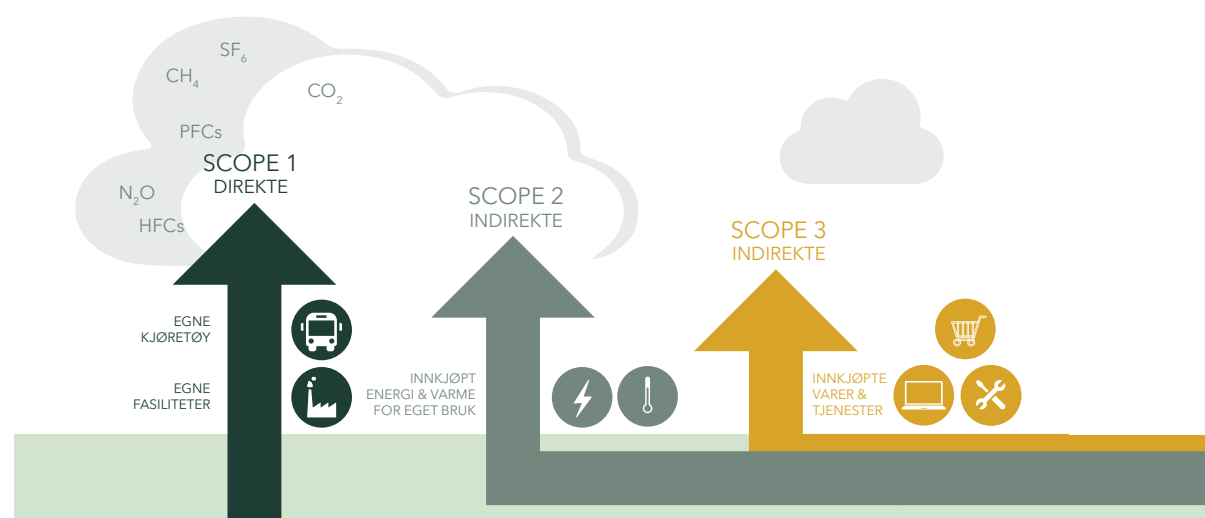 SF₆
CH₄
CO₂
PFCs
N₂O
HFCs
SCOPE 1
DIREKTE
EGNE
KJØRETØY
EGNE
FASILITETER
SCOPE 2
INDIREKTE
INNKJØPT
ENERGI & VARME
FOR EGET BRUK
SCOPE 3
INDIREKTE
INNKJØPTE
VARER &
TJENESTER